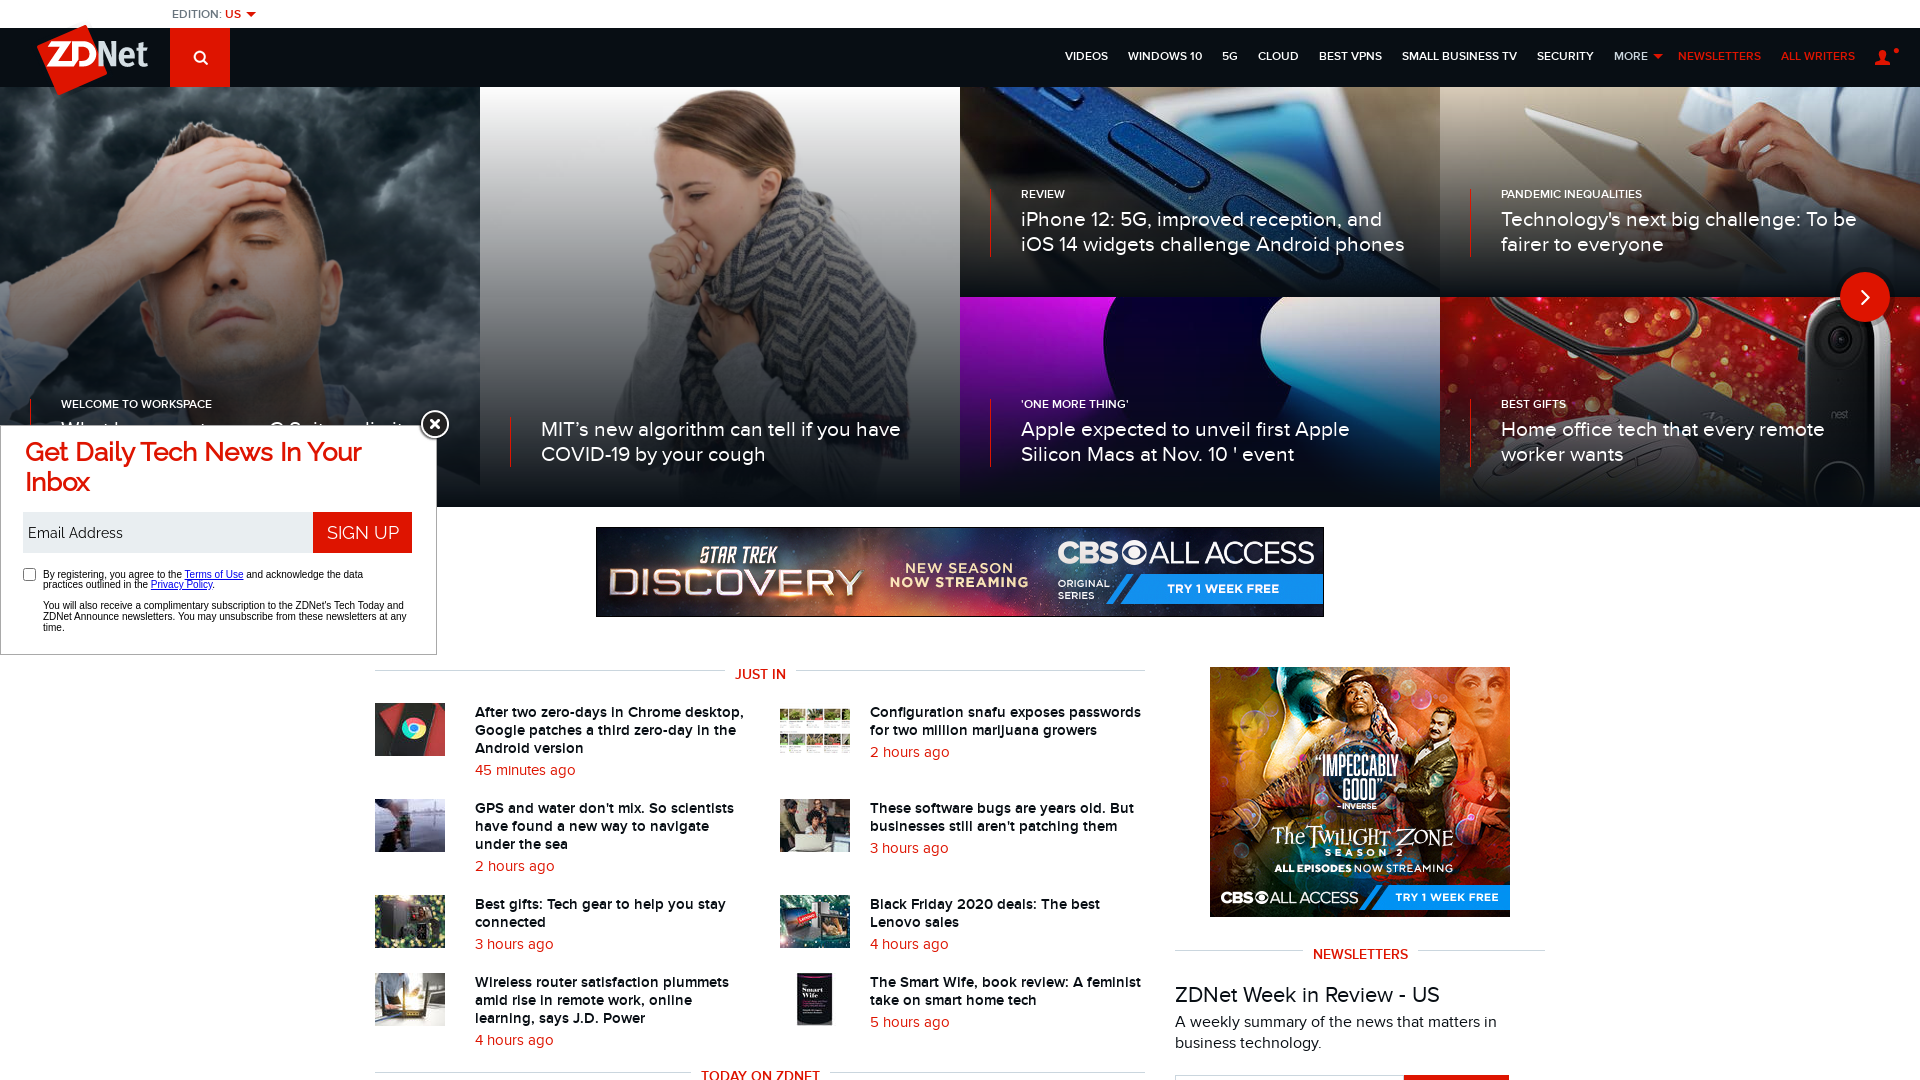 EDITION: US
ZDNet
VIDEOS WINDOWS 10 5G CLOUD BEST VPNS SMALL BUSINESS TV SECURITY MORE NEWSLETTERS ALL WRITERS
WELCOME TO WORKSPACE
MIT’s new algorithm can tell if you have
COVID-19 by your cough
REVIEW
iPhone 12: 5G, improved reception, and
iOS 14 widgets challenge Android phones
PANDEMIC INEQUALITIES
Technology's next big challenge: To be
fairer to everyone
'ONE MORE THING'
Apple expected to unveil first Apple
Silicon Macs at Nov. 10 ' event
BEST GIFTS
Home office tech that every remote
worker wants
nest
Get Daily Tech News In Your
Inbox
Email Address
SIGN UP
By registering, you agree to the Terms of Use and acknowledge the data
practices outlined in the Privacy Policy.
You will also receive a complimentary subscription to the ZDNet's Tech Today and
ZDNet Announce newsletters. You may unsubscribe from these newsletters at any
time.
STAR TREK
DISCOVERY
NEW SEASON
NOW STREAMING
CBS ALL ACCESS
ORIGINAL
SERIES
TRY 1 WEEK FREE
JUST IN
After two zero-days in Chrome desktop,
Google patches a third zero-day in the
Android version
45 minutes ago
Configuration snafu exposes passwords
for two million marijuana growers
2 hours ago
GPS and water don't mix. So scientists
have found a new way to navigate
under the sea
2 hours ago
These software bugs are years old. But
businesses still aren't patching them
3 hours ago
Best gifts: Tech gear to help you stay
connected
3 hours ago
Black Friday 2020 deals: The best
Lenovo sales
4 hours ago
Wireless router satisfaction plummets
amid rise in remote work, online
learning, says J.D. Power
4 hours ago
Smart
Wife
The Smart Wife, book review: A feminist
take on smart home tech
5 hours ago
TODAY ON ZDNET
“IMPECCABLY
GOOD”
–INVERSE
The TWILIGHT ZONE
SEASON 2
ALL EPISODES NOW STREAMING
CBS ALL ACCESS
TRY 1 WEEK FREE
NEWSLETTERS
ZDNet Week in Review - US
A weekly summary of the news that matters in
business technology.